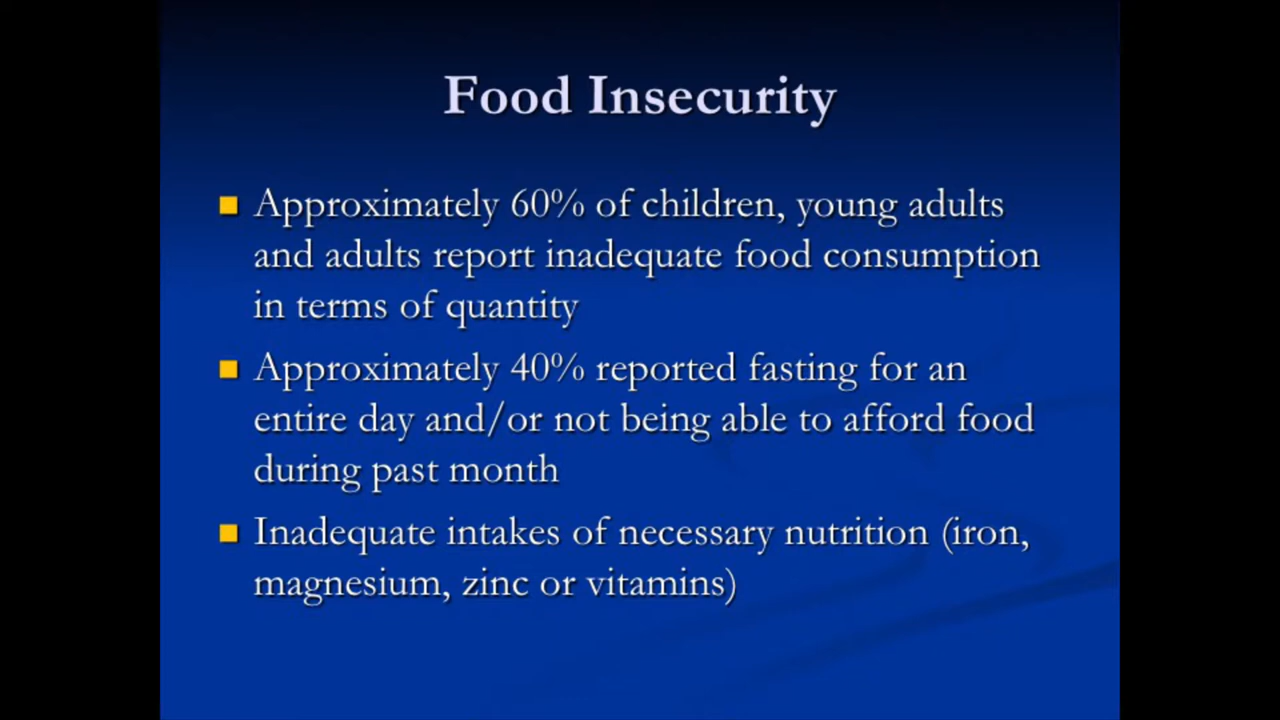 Food Insecurity
Approximately 60% of children, young adults
and adults report inadequate food consumption
in terms of quantity
Approximately 40% reported fasting for an
entire day and/or not being able to afford food
during past month
Inadequate intakes of necessary nutrition (iron,
magnesium, zinc or vitamins)